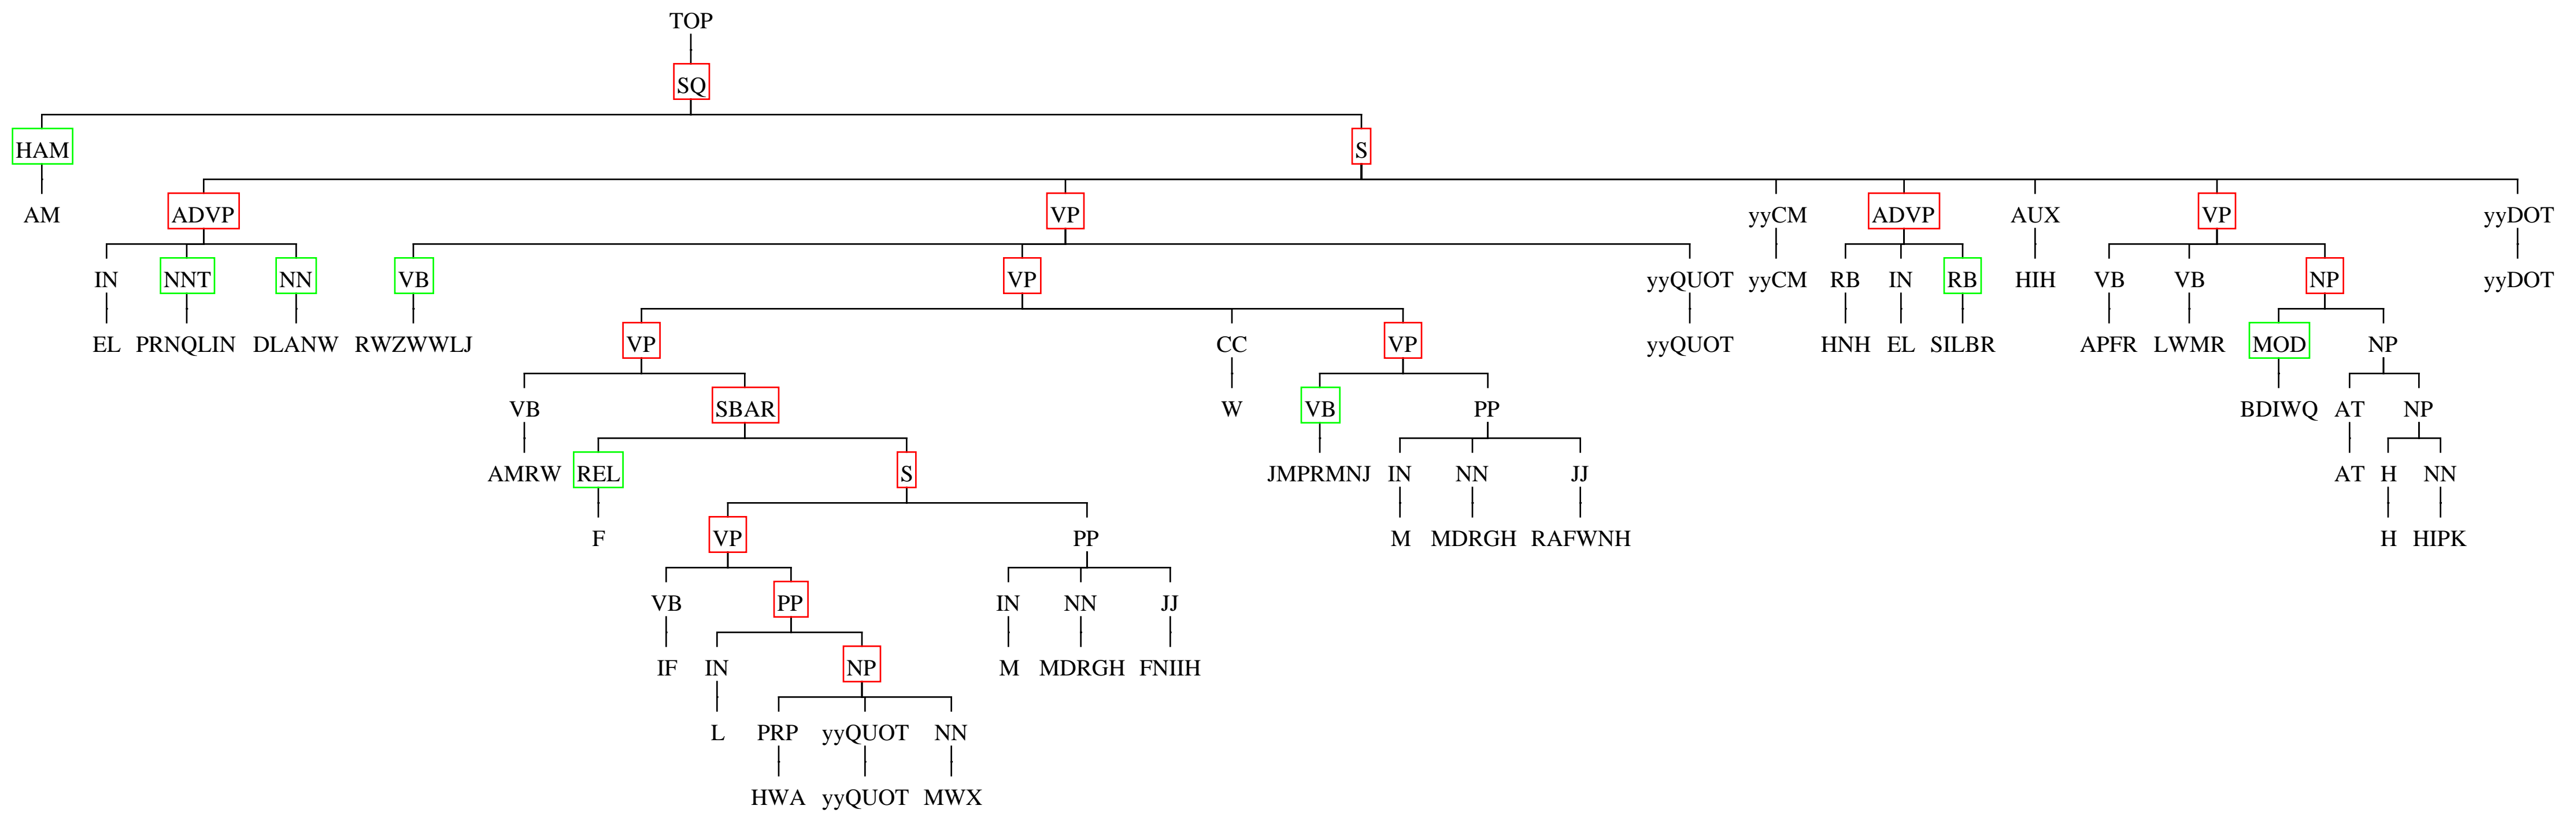 TOP
SQ
HAM S
AM ADVP VP yyCM ADVP AUX VP yyDOT
IN NNT NN VB VP yyQUOT yyCM RB IN RB HIH VB VB NP yyDOT
EL PRNQLIN DLANW RWZWWLJ VP CC VP yyQUOT HNH EL SILBR APFR LWMR MOD NP
VB SBAR W VB PP BDIWQ AT NP
AMRW REL S JMPRMNJ IN NN JJ AT H NN
F VP PP M MDRGH RAFWNH H HIPK
VB PP IN NN JJ
IF IN NP M MDRGH FNIIH
L PRP yyQUOT NN
HWA yyQUOT MWX